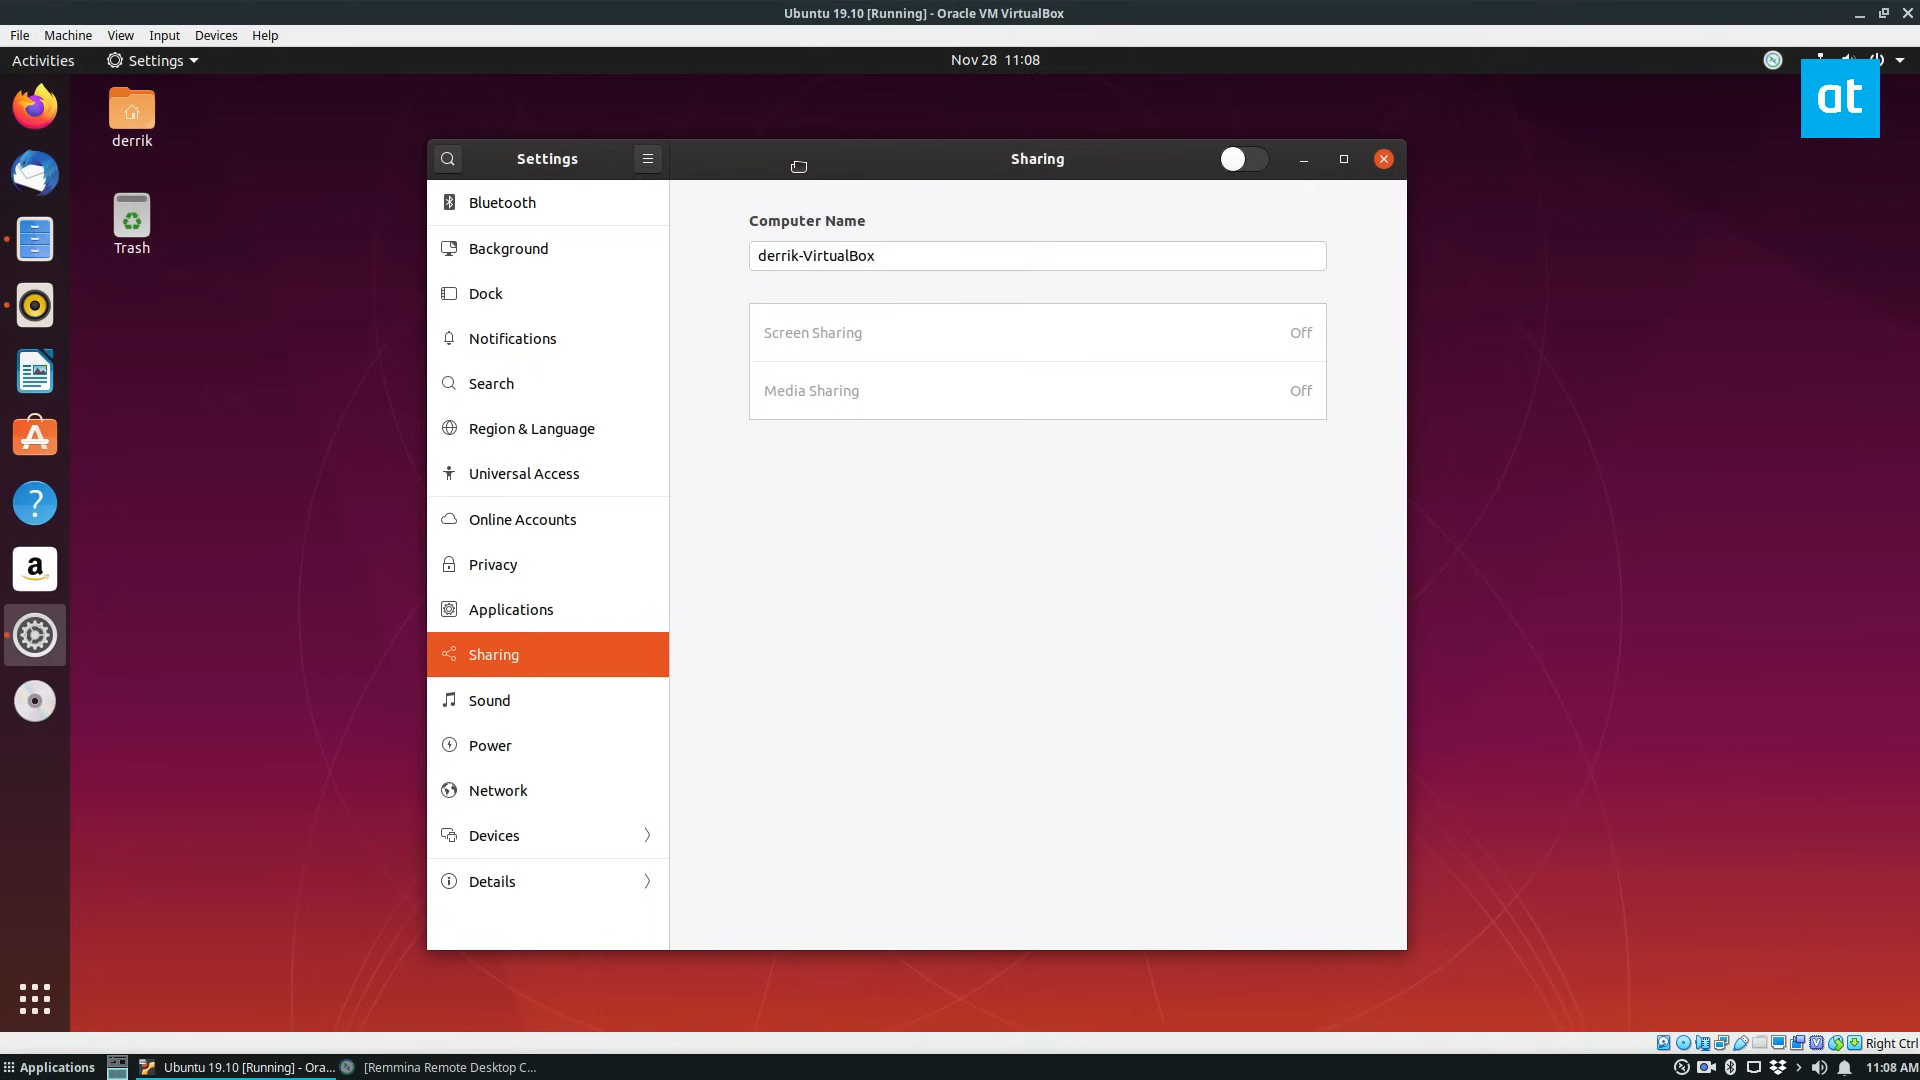 Ubuntu 19.10 [Running] - Oracle VM VirtualBox
File Machine View Input Devices Help
Activities Settings Nov 28 11:08
at
derrik
Trash
Settings Sharing
Bluetooth
Background
Dock
Notifications
Search
Region & Language
Universal Access
Online Accounts
Privacy
Applications
Sharing
Sound
Power
Network
Devices
Details
Computer Name
derrik-VirtualBox
Screen Sharing Off
Media Sharing Off
?
a
Right Ctrl
Applications Ubuntu 19.10 [Running] - Ora... [Remmina Remote Desktop C... 11:08 AM